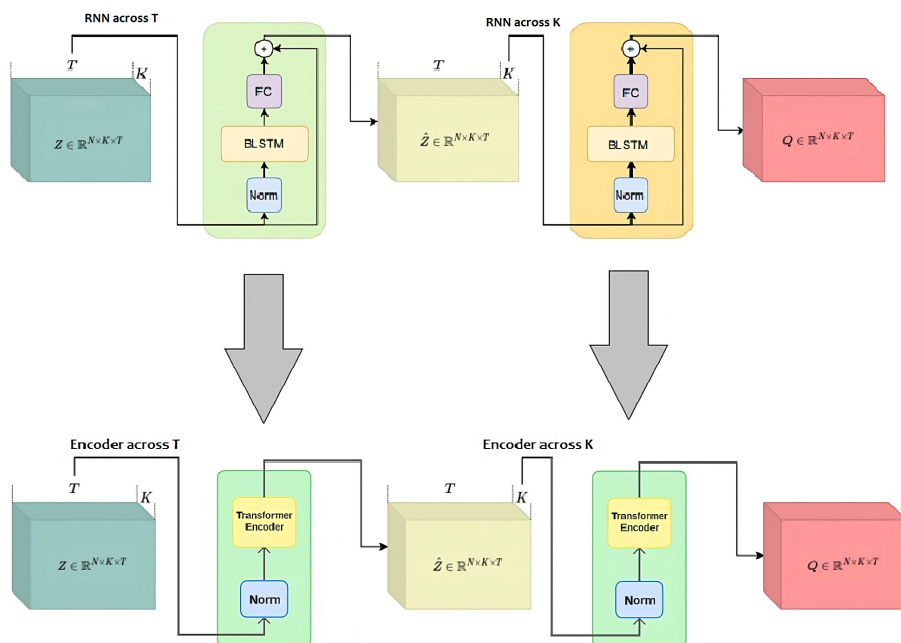 RNN across T
RNN across K
T
K
+
FC
BLSTM
Norm
Z ∈ ℝ^{N×K×T}
T
K
+
FC
BLSTM
Norm
Ẑ ∈ ℝ^{N×K×T}
Q ∈ ℝ^{N×K×T}
Encoder across T
Encoder across K
T
K
Transformer
Encoder
Norm
Z ∈ ℝ^{N×K×T}
T
K
Transformer
Encoder
Norm
Ẑ ∈ ℝ^{N×K×T}
Q ∈ ℝ^{N×K×T}